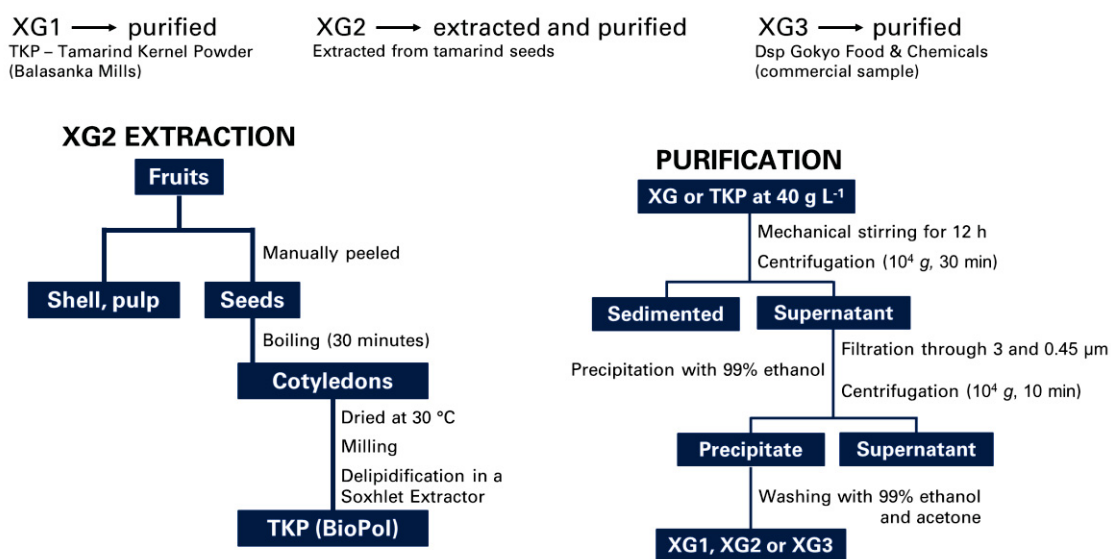 XG1 ⟶ purified
TKP – Tamarind Kernel Powder
(Balasanka Mills)
XG2 ⟶ extracted and purified
Extracted from tamarind seeds
XG3 ⟶ purified
Dsp Gokyo Food & Chemicals
(commercial sample)
XG2 EXTRACTION
Fruits
Manually peeled
Shell, pulp
Seeds
Boiling (30 minutes)
Cotyledons
Dried at 30 °C
Milling
Delipidification in a
Soxhlet Extractor
TKP (BioPol)
PURIFICATION
XG or TKP at 40 g L⁻¹
Mechanical stirring for 12 h
Centrifugation (10⁴ g, 30 min)
Sedimented
Supernatant
Filtration through 3 and 0.45 µm
Precipitation with 99% ethanol
Centrifugation (10⁴ g, 10 min)
Precipitate
Supernatant
Washing with 99% ethanol
and acetone
XG1, XG2 or XG3